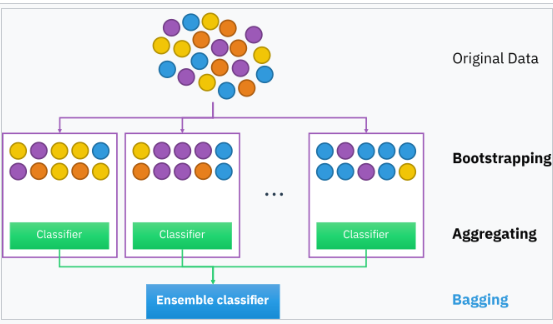 Original Data
Bootstrapping
...
Classifier
Classifier
Classifier
Aggregating
Ensemble classifier
Bagging